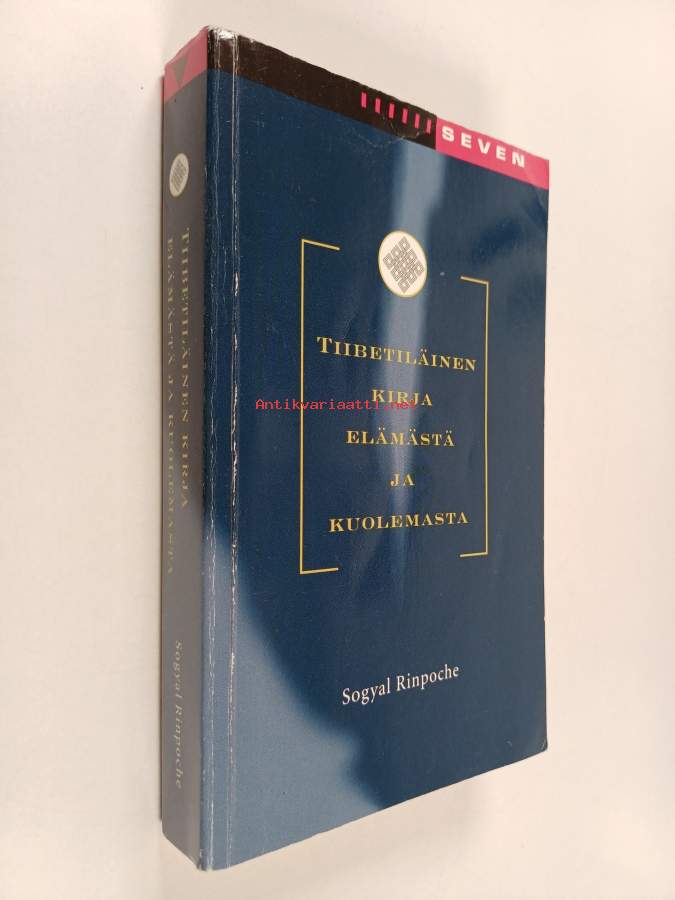 SEVEN
TIIBETILÄINEN
KIRJA
ELÄMÄSTÄ
JA
KUOLEMASTA
Sogyal Rinpoche
Antikvariaatti.net
TIIBETILÄINEN KIRJA
ELÄMÄSTÄ JA KUOLEMASTA
Sogyal Rinpoche